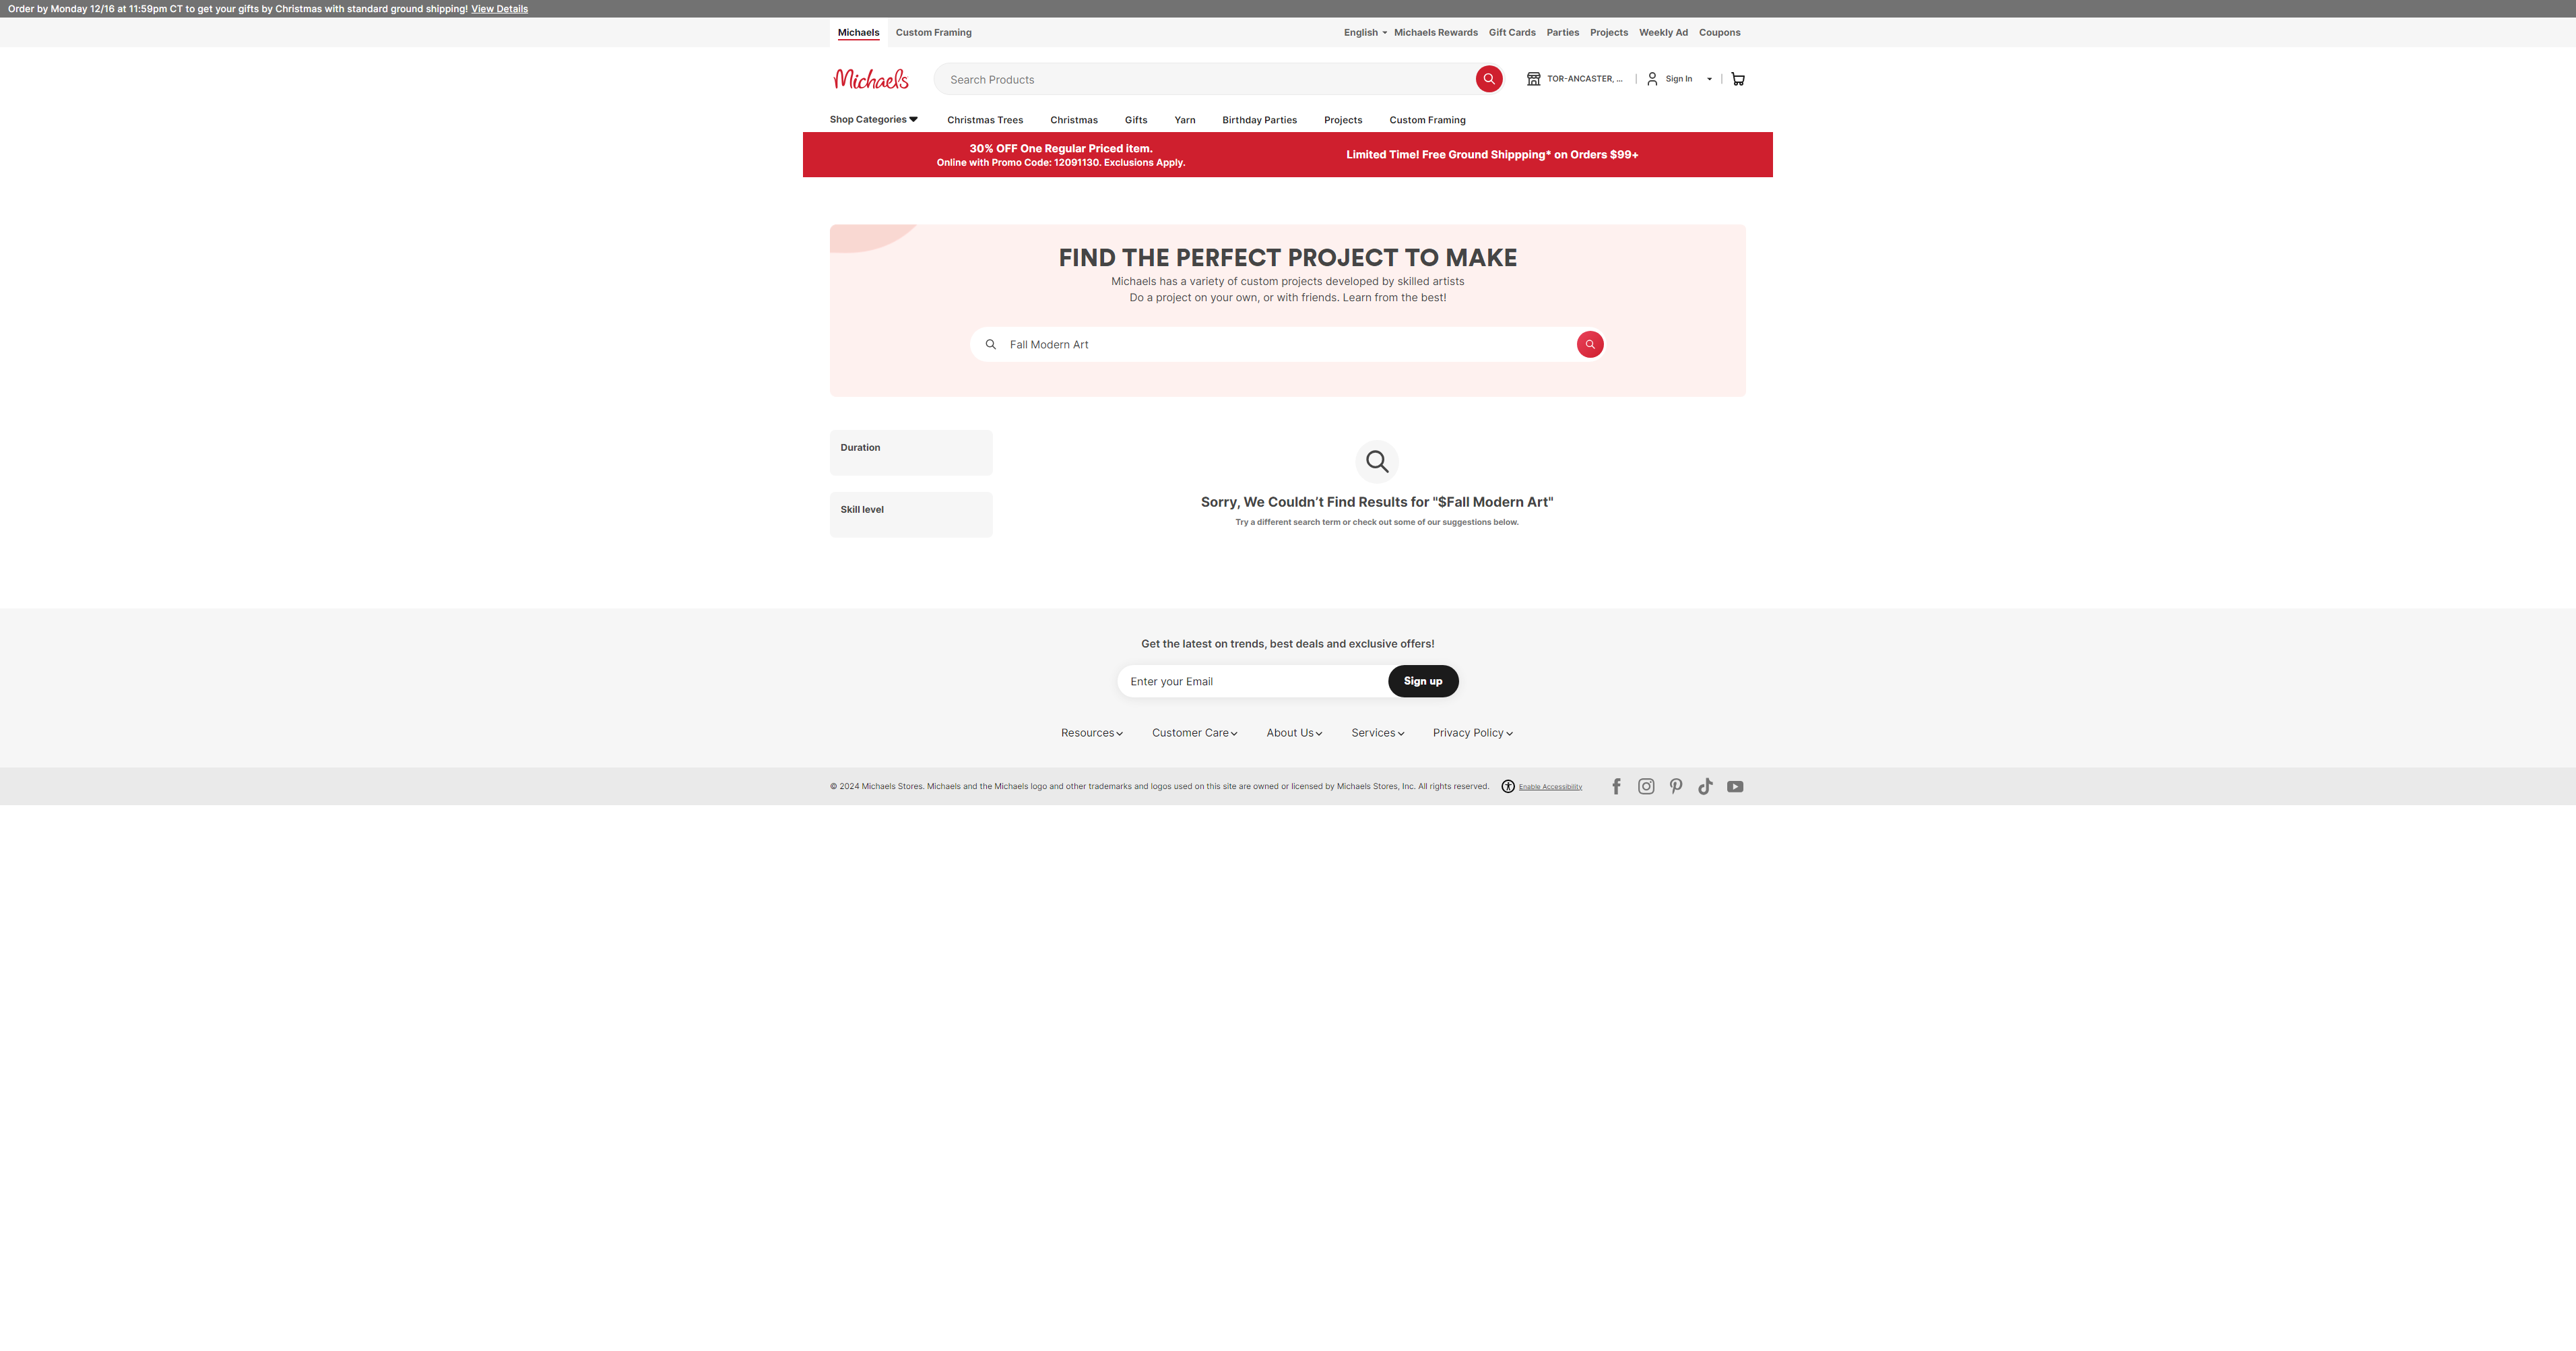 Order by Monday 12/16 at 11:59pm CT to get your gifts by Christmas with standard ground shipping! View Details
Michaels Custom Framing English Michaels Rewards Gift Cards Parties Projects Weekly Ad Coupons
Michaels Search Products TOR-ANCASTER, ... | Sign In |
Shop Categories Christmas Trees Christmas Gifts Yarn Birthday Parties Projects Custom Framing
30% OFF One Regular Priced item.
Online with Promo Code: 12091130. Exclusions Apply.
Limited Time! Free Ground Shippping* on Orders $99+
FIND THE PERFECT PROJECT TO MAKE
Michaels has a variety of custom projects developed by skilled artists
Do a project on your own, or with friends. Learn from the best!
Fall Modern Art
Duration
Skill level
Sorry, We Couldn’t Find Results for "$Fall Modern Art"
Try a different search term or check out some of our suggestions below.
Get the latest on trends, best deals and exclusive offers!
Enter your Email Sign up
Resources Customer Care About Us Services Privacy Policy
© 2024 Michaels Stores. Michaels and the Michaels logo and other trademarks and logos used on this site are owned or licensed by Michaels Stores, Inc. All rights reserved. Enable Accessibility